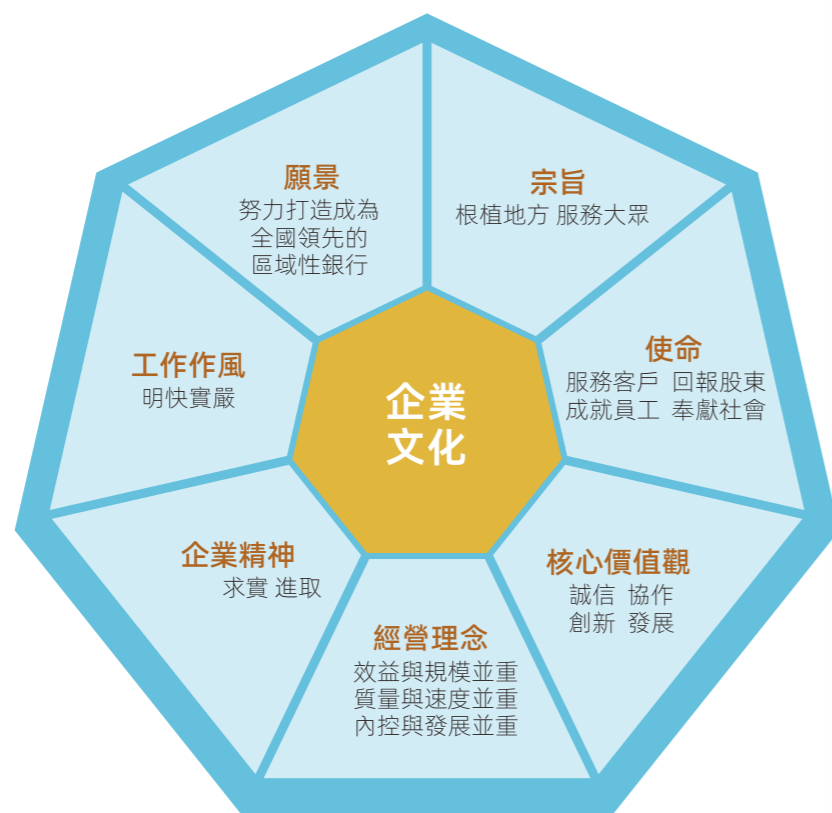 企業
文化
願景
努力打造成為
全國領先的
區域性銀行
宗旨
根植地方 服務大眾
使命
服務客戶 回報股東
成就員工 奉獻社會
核心價值觀
誠信 協作
創新 發展
經營理念
效益與規模並重
質量與速度並重
內控與發展並重
企業精神
求實 進取
工作作風
明快實嚴